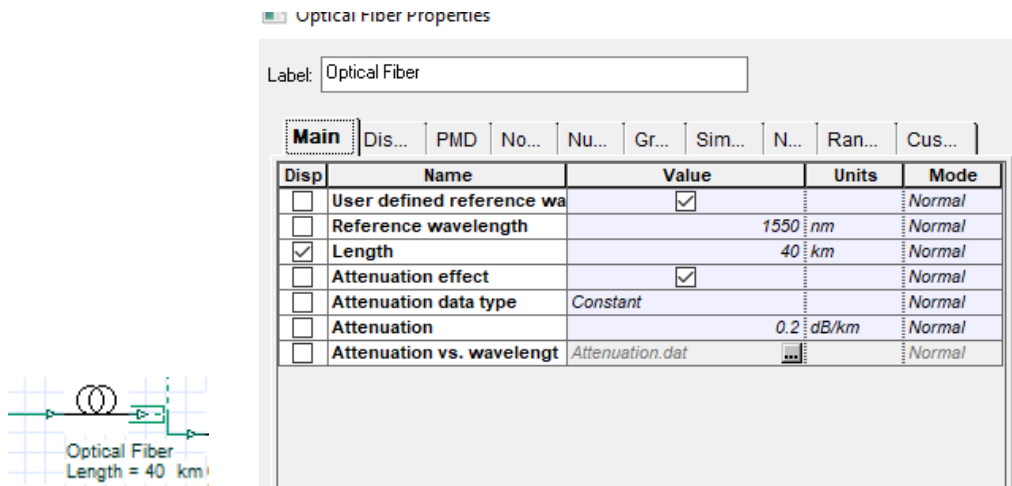 Optical Fiber Properties
Label: Optical Fiber
Main Dis... PMD No... Nu... Gr... Sim... N... Ran... Cus...
Disp Name Value Units Mode
User defined reference wa Normal
Reference wavelength 1550 nm Normal
Length 40 km Normal
Attenuation effect Normal
Attenuation data type Constant Normal
Attenuation 0.2 dB/km Normal
Attenuation vs. wavelengt Attenuation.dat ... Normal
Optical Fiber
Length = 40 km